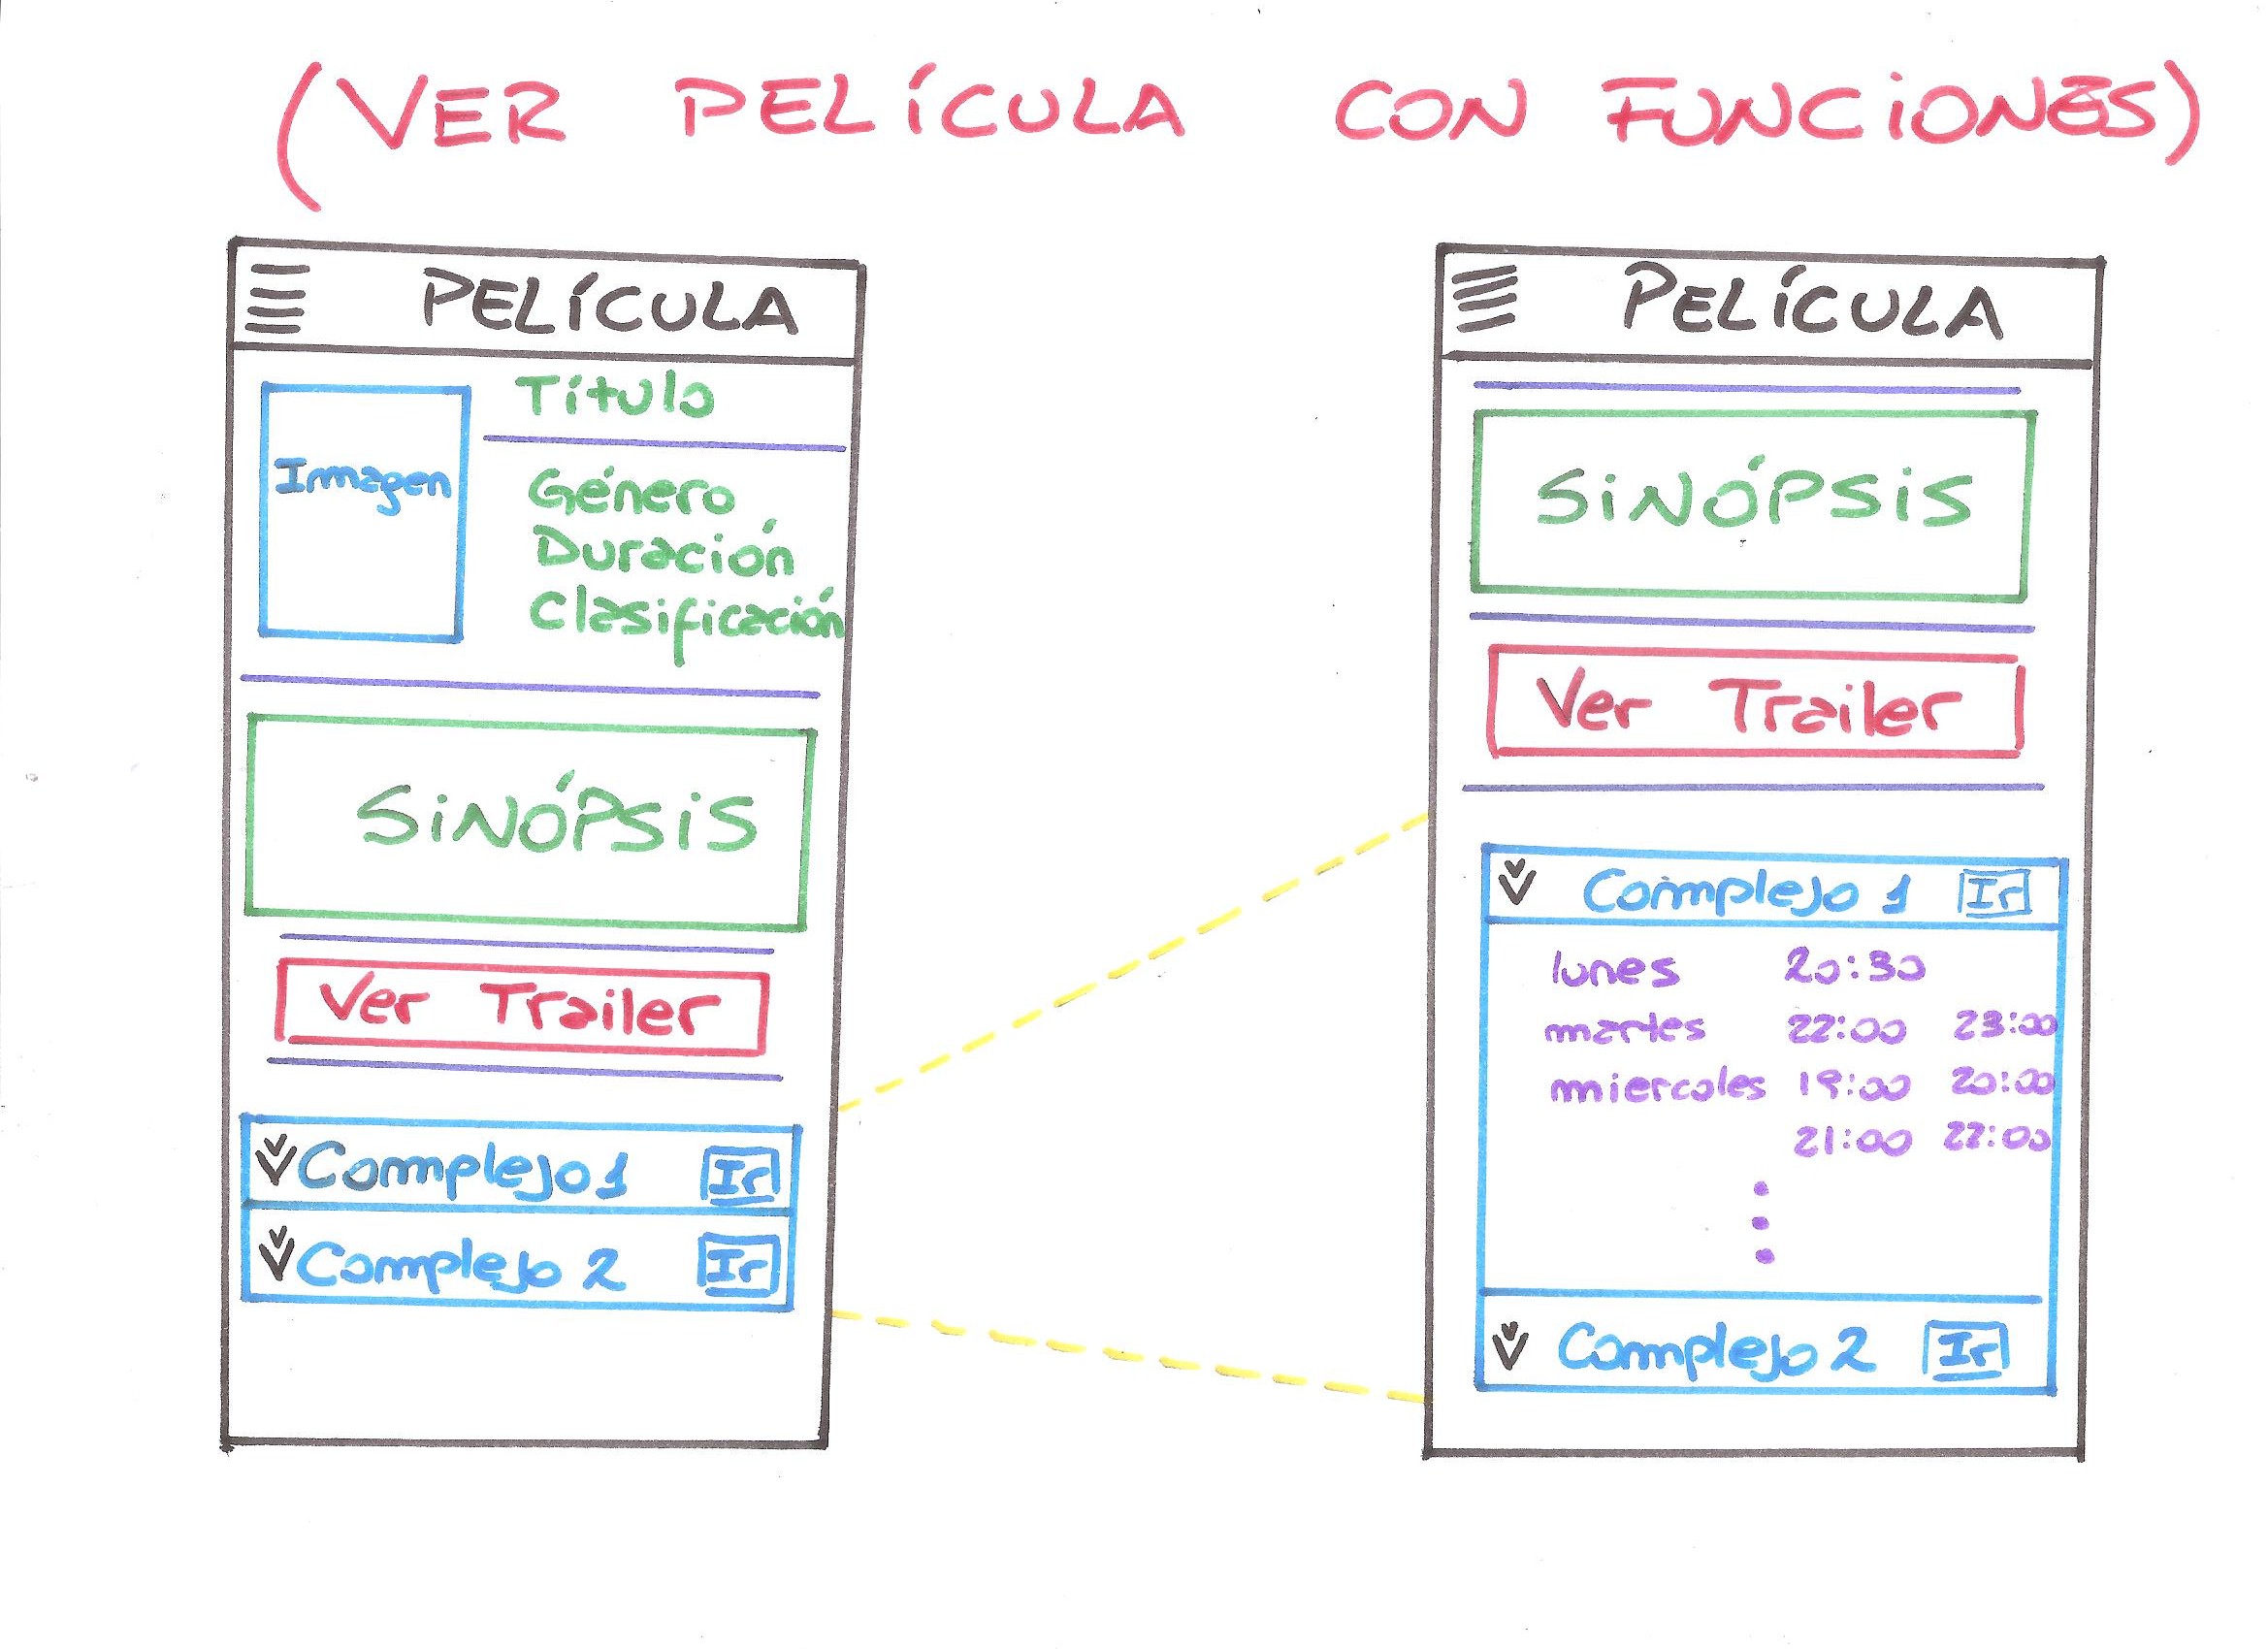 (VER PELÍCULA CON FUNCIONES)
PELÍCULA
Imagen
Título
Género
Duración
Clasificación
SINÓPSIS
Ver Trailer
Complejo 1 Ir
Complejo 2 Ir
PELÍCULA
SINÓPSIS
Ver Trailer
Complejo 1 Ir
lunes 20:30
martes 22:00 23:00
miercoles 19:00 20:00
21:00 22:00
Complejo 2 Ir